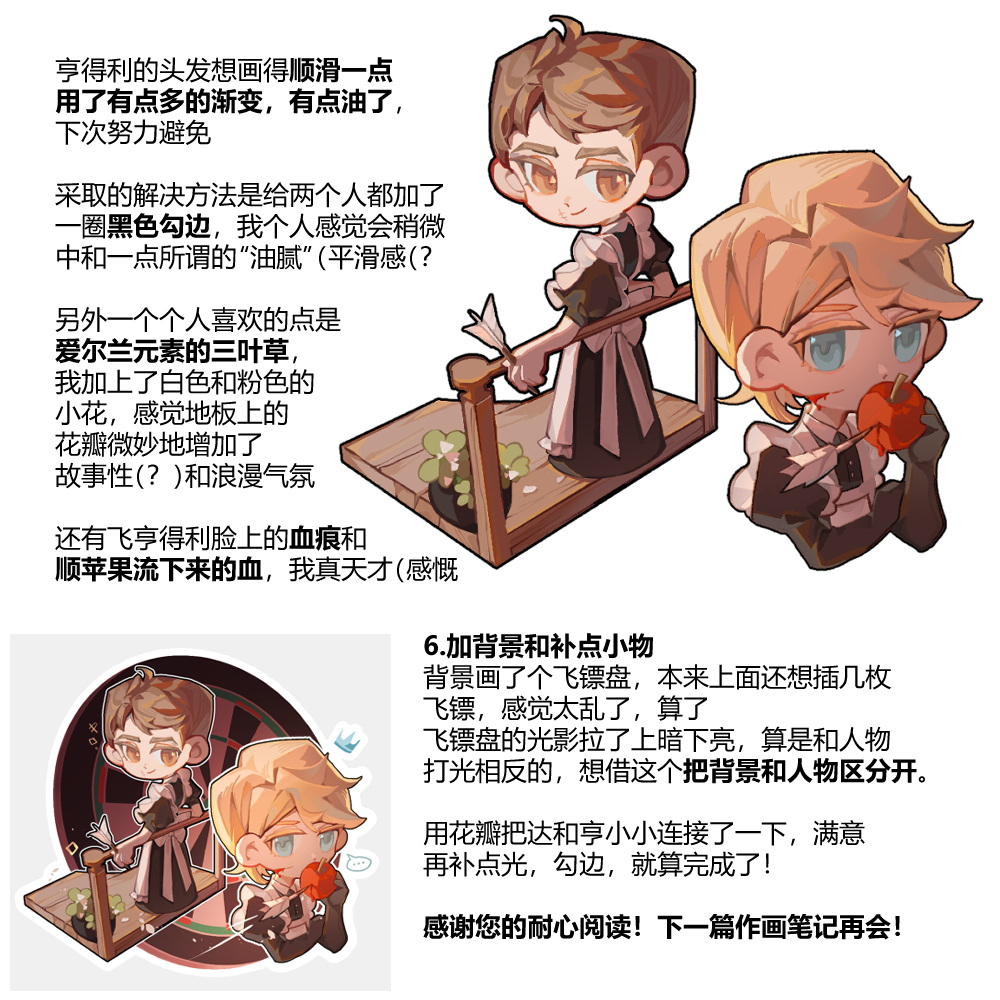 亨得利的头发想画得顺滑一点
用了有点多的渐变，有点油了，
下次努力避免
采取的解决方法是给两个人都加了
一圈黑色勾边，我个人感觉会稍微
中和一点所谓的“油腻”(平滑感(？
另外一个个人喜欢的点是
爱尔兰元素的三叶草，
我加上了白色和粉色的
小花，感觉地板上的
花瓣微妙地增加了
故事性(？)和浪漫气氛
还有飞亨得利脸上的血痕和
顺苹果流下来的血，我真天才(感慨
6.加背景和补点小物
背景画了个飞镖盘，本来上面还想插几枚
飞镖，感觉太乱了，算了
飞镖盘的光影拉了上暗下亮，算是和人物
打光相反的，想借这个把背景和人物区分开。
用花瓣把达和亨小小连接了一下，满意
再补点光，勾边，就算完成了！
感谢您的耐心阅读！下一篇作画笔记再会！